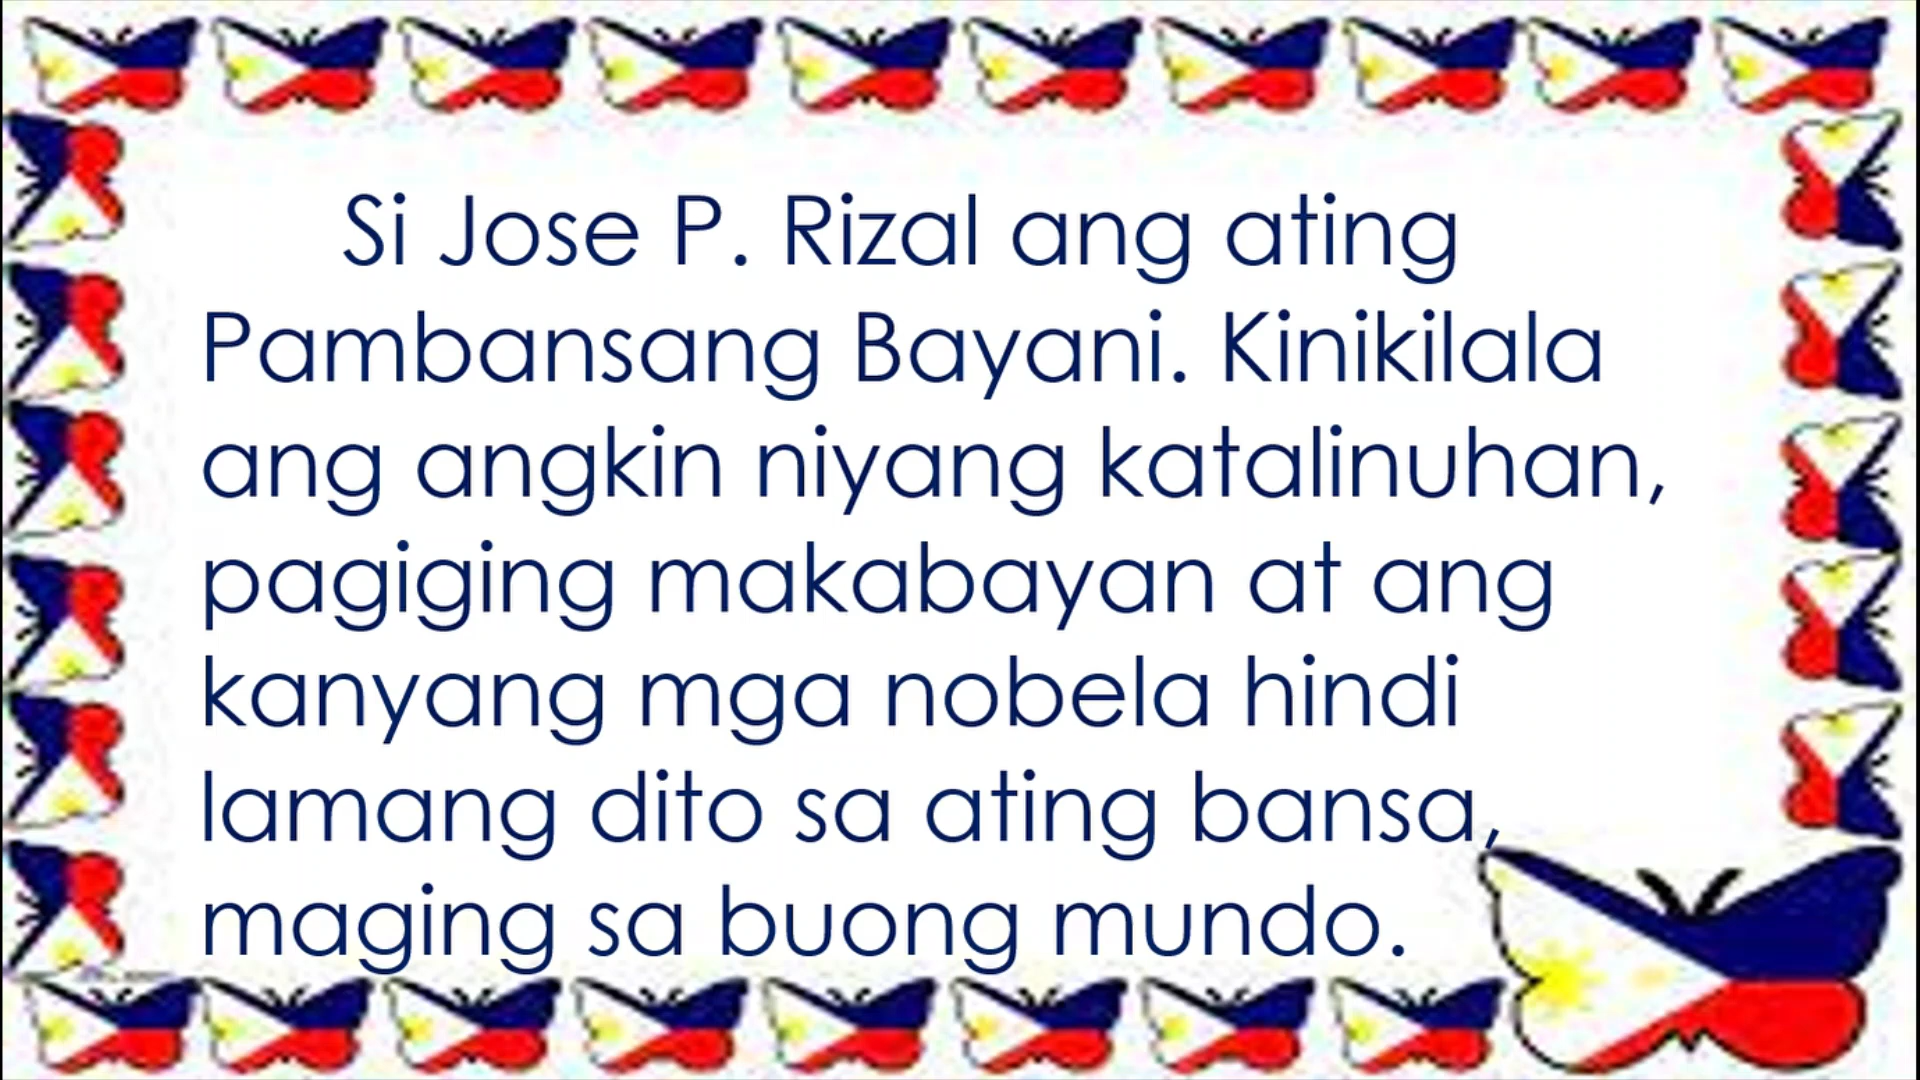 Si Jose P. Rizal ang ating
Pambansang Bayani. Kinikilala
ang angkin niyang katalinuhan,
pagiging makabayan at ang
kanyang mga nobela hindi
lamang dito sa ating bansa,
maging sa buong mundo.